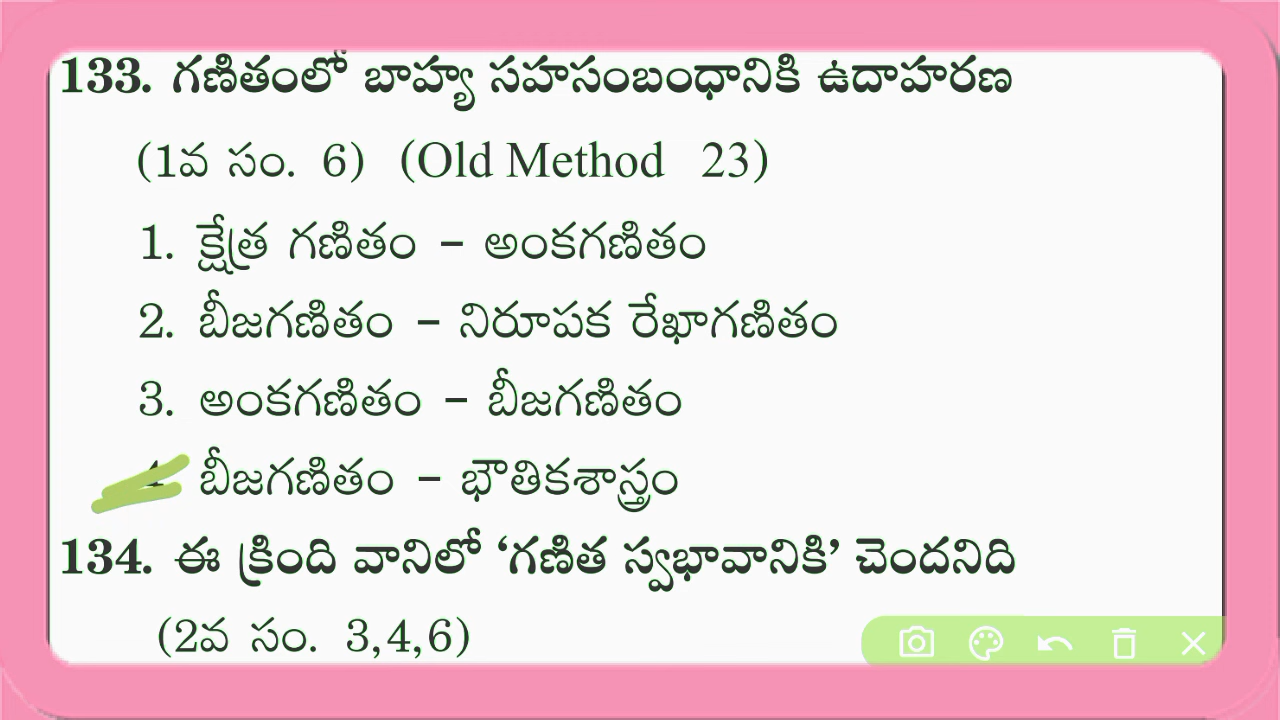 133. గణితంలో బాహ్య సహసంబంధానికి ఉదాహరణ
(1వ సం. 6) (Old Method 23)
1. క్షేత్ర గణితం – అంకగణితం
2. బీజగణితం – నిరూపక రేఖాగణితం
3. అంకగణితం – బీజగణితం
బీజగణితం – భౌతికశాస్త్రం
134. ఈ క్రింది వానిలో ‘గణిత స్వభావానికి’ చెందనిది
(2వ సం. 3,4,6)